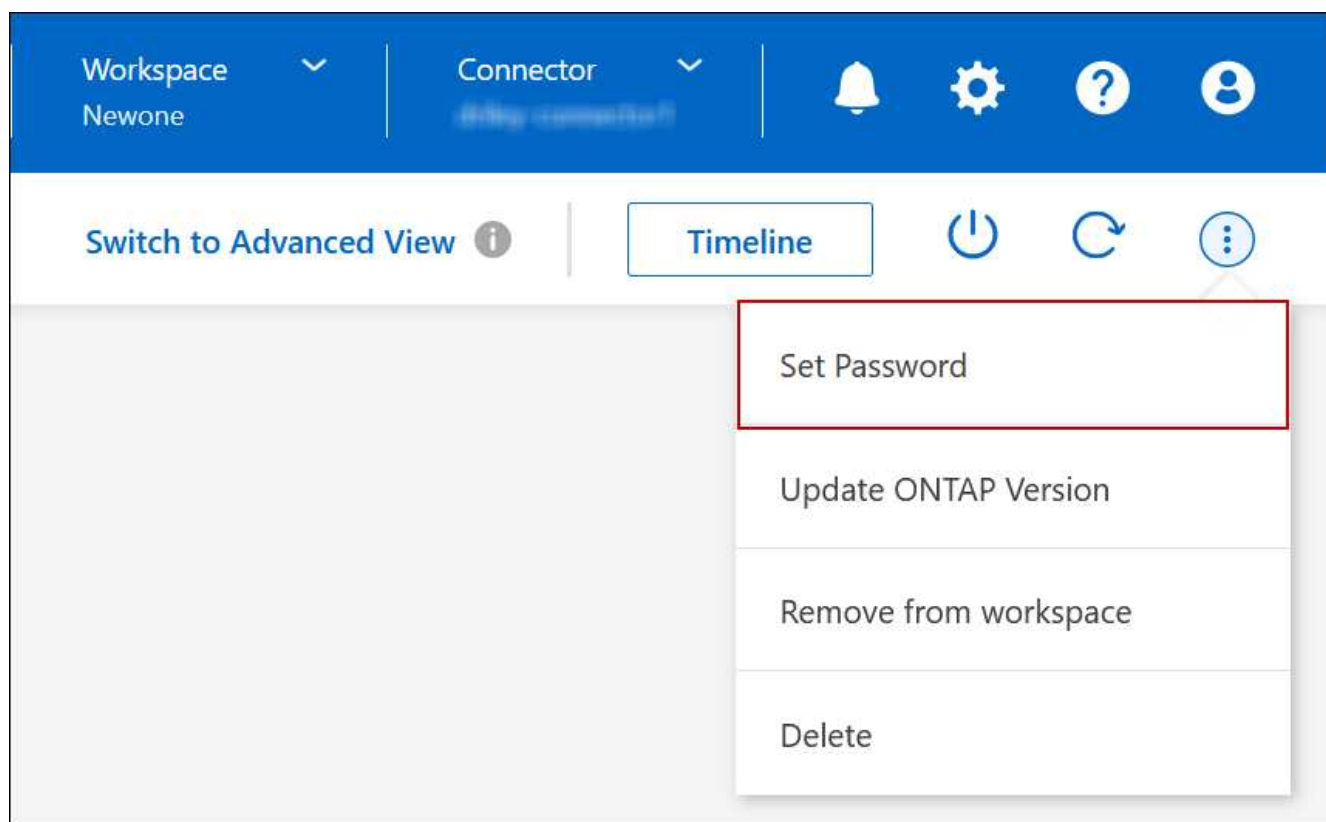 Workspace
Connector
Newone
Switch to Advanced View
Timeline
Set Password
Update ONTAP Version
Remove from workspace
Delete